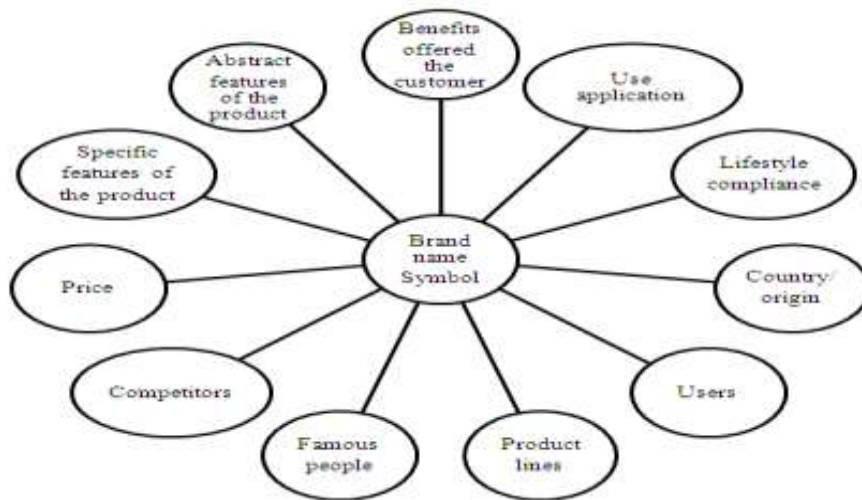 Benefits
offered
the
customer
Abstract
features
of the
product
Use
application
Specific
features of
the product
Lifestyle
compliance
Brand
name
Symbol
Price
Country/
origin
Competitors
Users
Famous
people
Product
lines